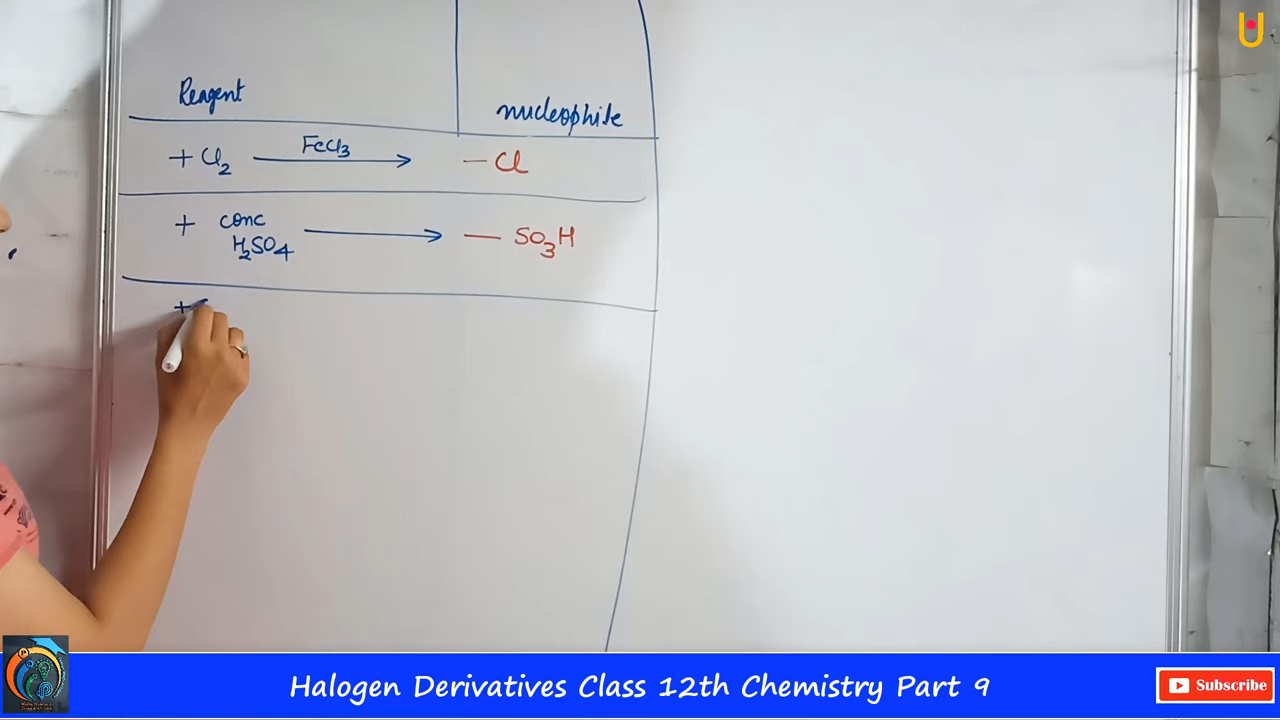 Reagent
nucleophile
+ Cl2 FeCl3 → - Cl
+ conc
H2SO4 → - SO3H
+
Halogen Derivatives Class 12th Chemistry Part 9
Subscribe